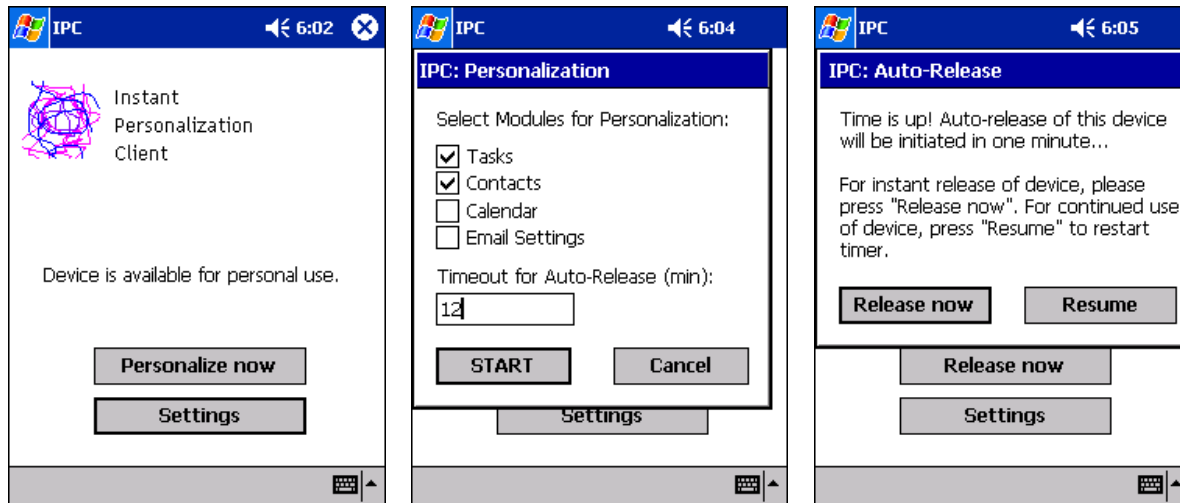 IPC
6:02
Instant
Personalization
Client
Device is available for personal use.
Personalize now
Settings
IPC
6:04
IPC: Personalization
Select Modules for Personalization:
Tasks
Contacts
Calendar
Email Settings
Timeout for Auto-Release (min):
12
START
Cancel
Settings
IPC
6:05
IPC: Auto-Release
Time is up! Auto-release of this device
will be initiated in one minute...
For instant release of device, please
press "Release now". For continued use
of device, press "Resume" to restart
timer.
Release now
Resume
Release now
Settings